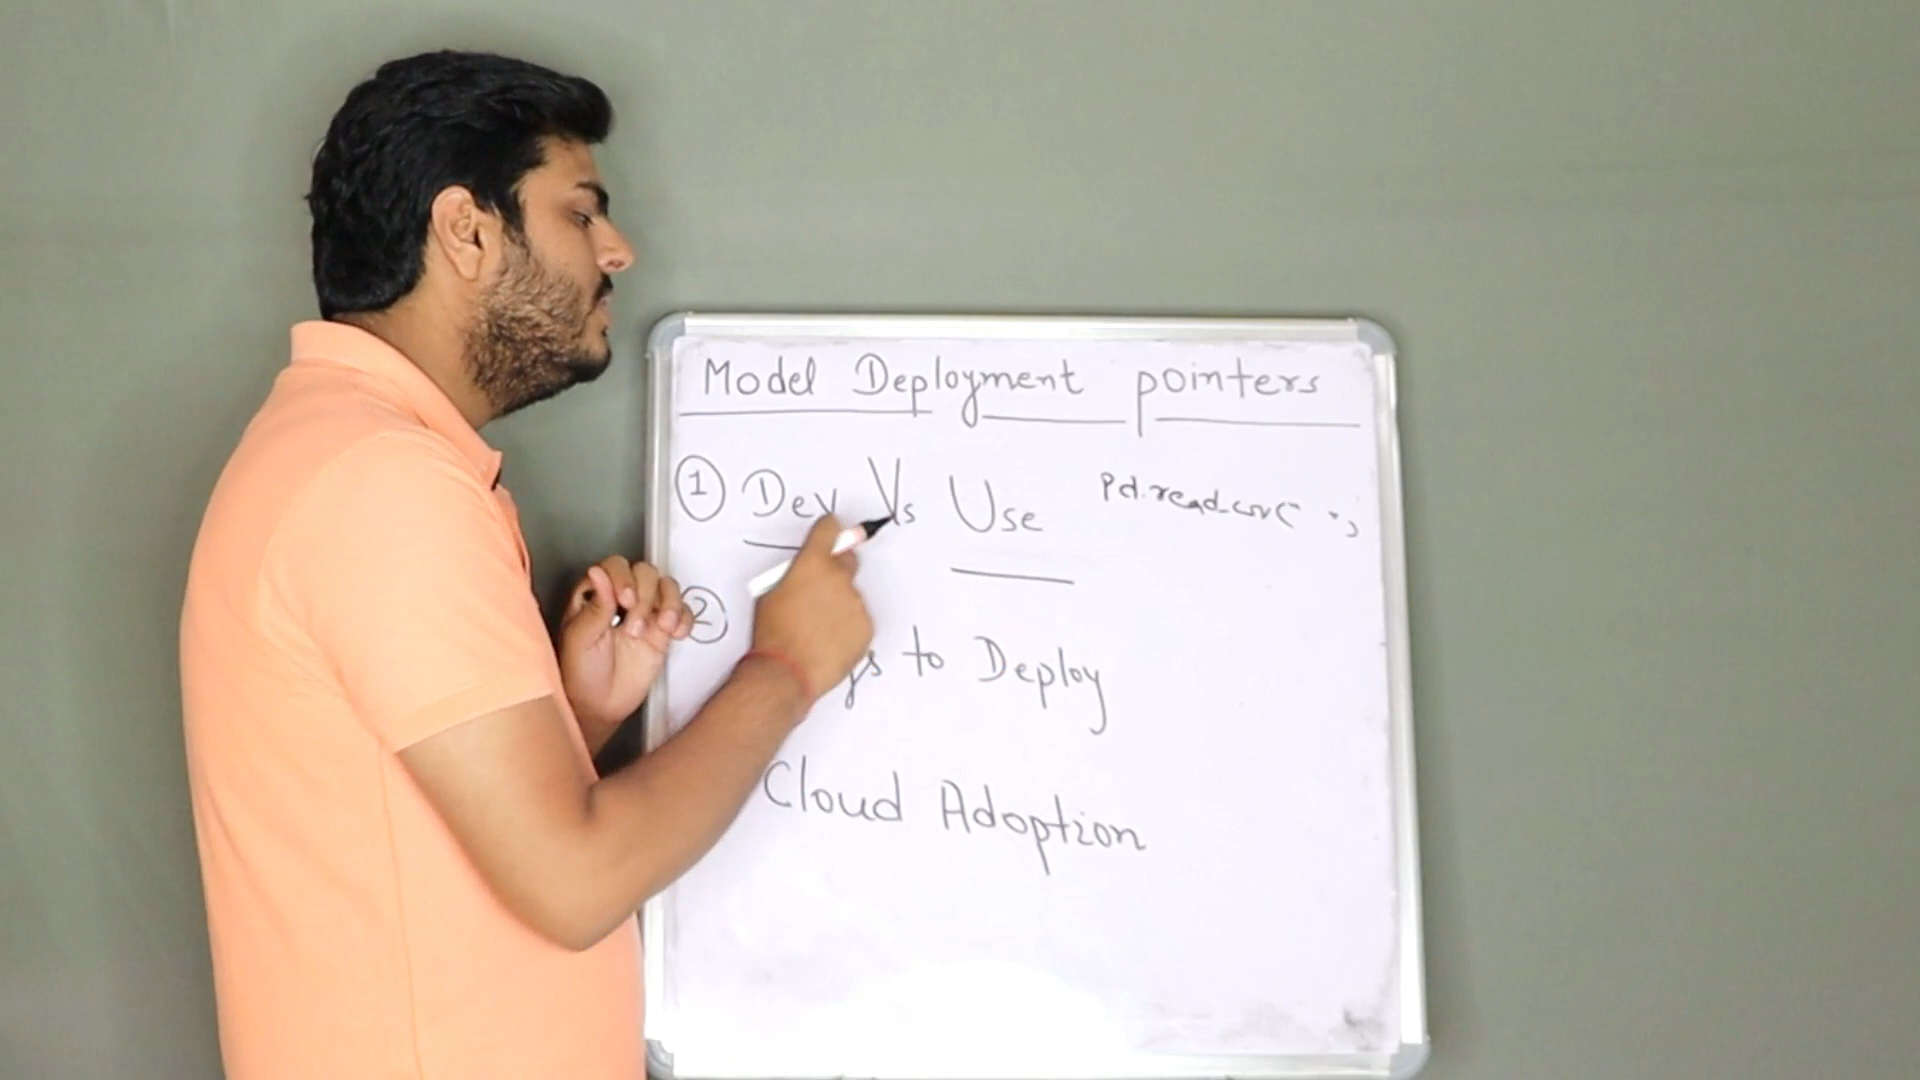 Model Deployment pointers
① Dev Vs Use pd.read_csv(
②
to Deploy
Cloud Adoption